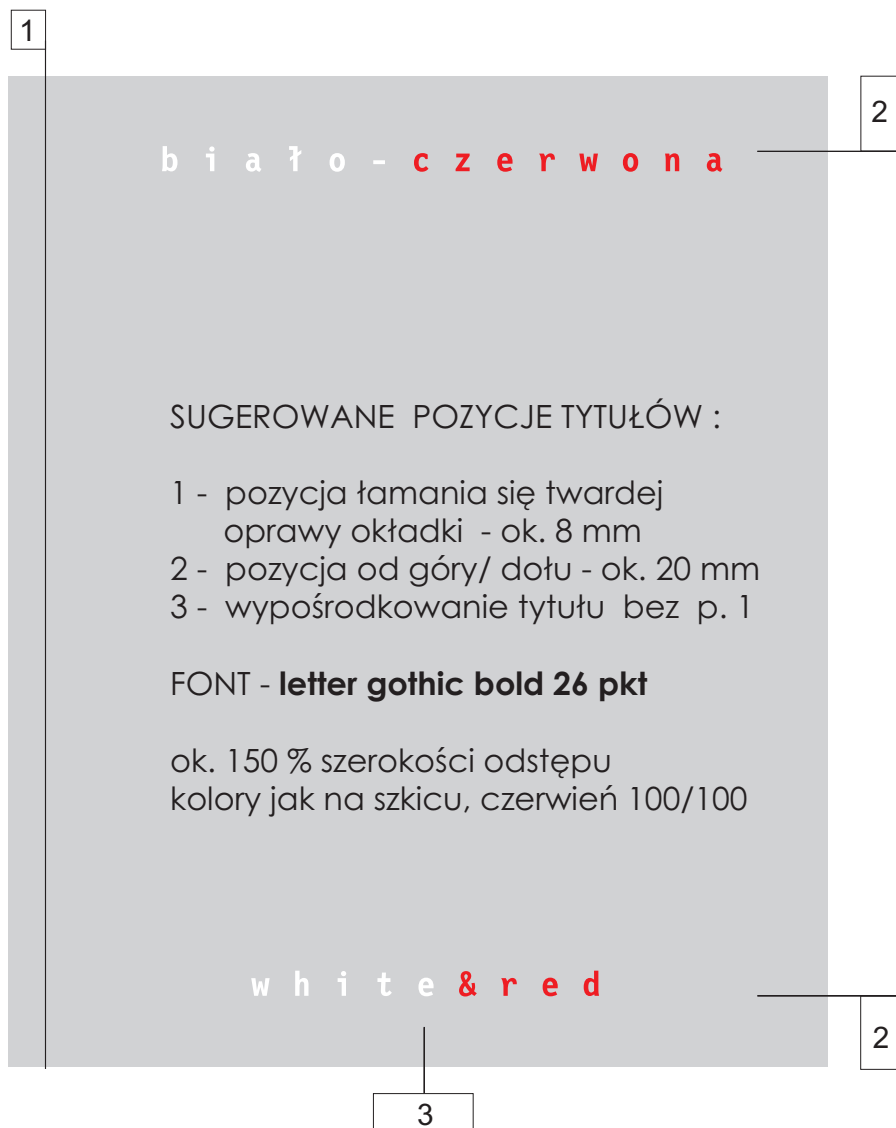 1
2
b i a ł o - c z e r w o n a
SUGEROWANE POZYCJE TYTUŁÓW :
1 - pozycja łamania się twardej
oprawy okładki - ok. 8 mm
2 - pozycja od góry/ dołu - ok. 20 mm
3 - wypośrodkowanie tytułu bez p. 1
FONT - letter gothic bold 26 pkt
ok. 150 % szerokości odstępu
kolory jak na szkicu, czerwień 100/100
w h i t e & r e d
2
3